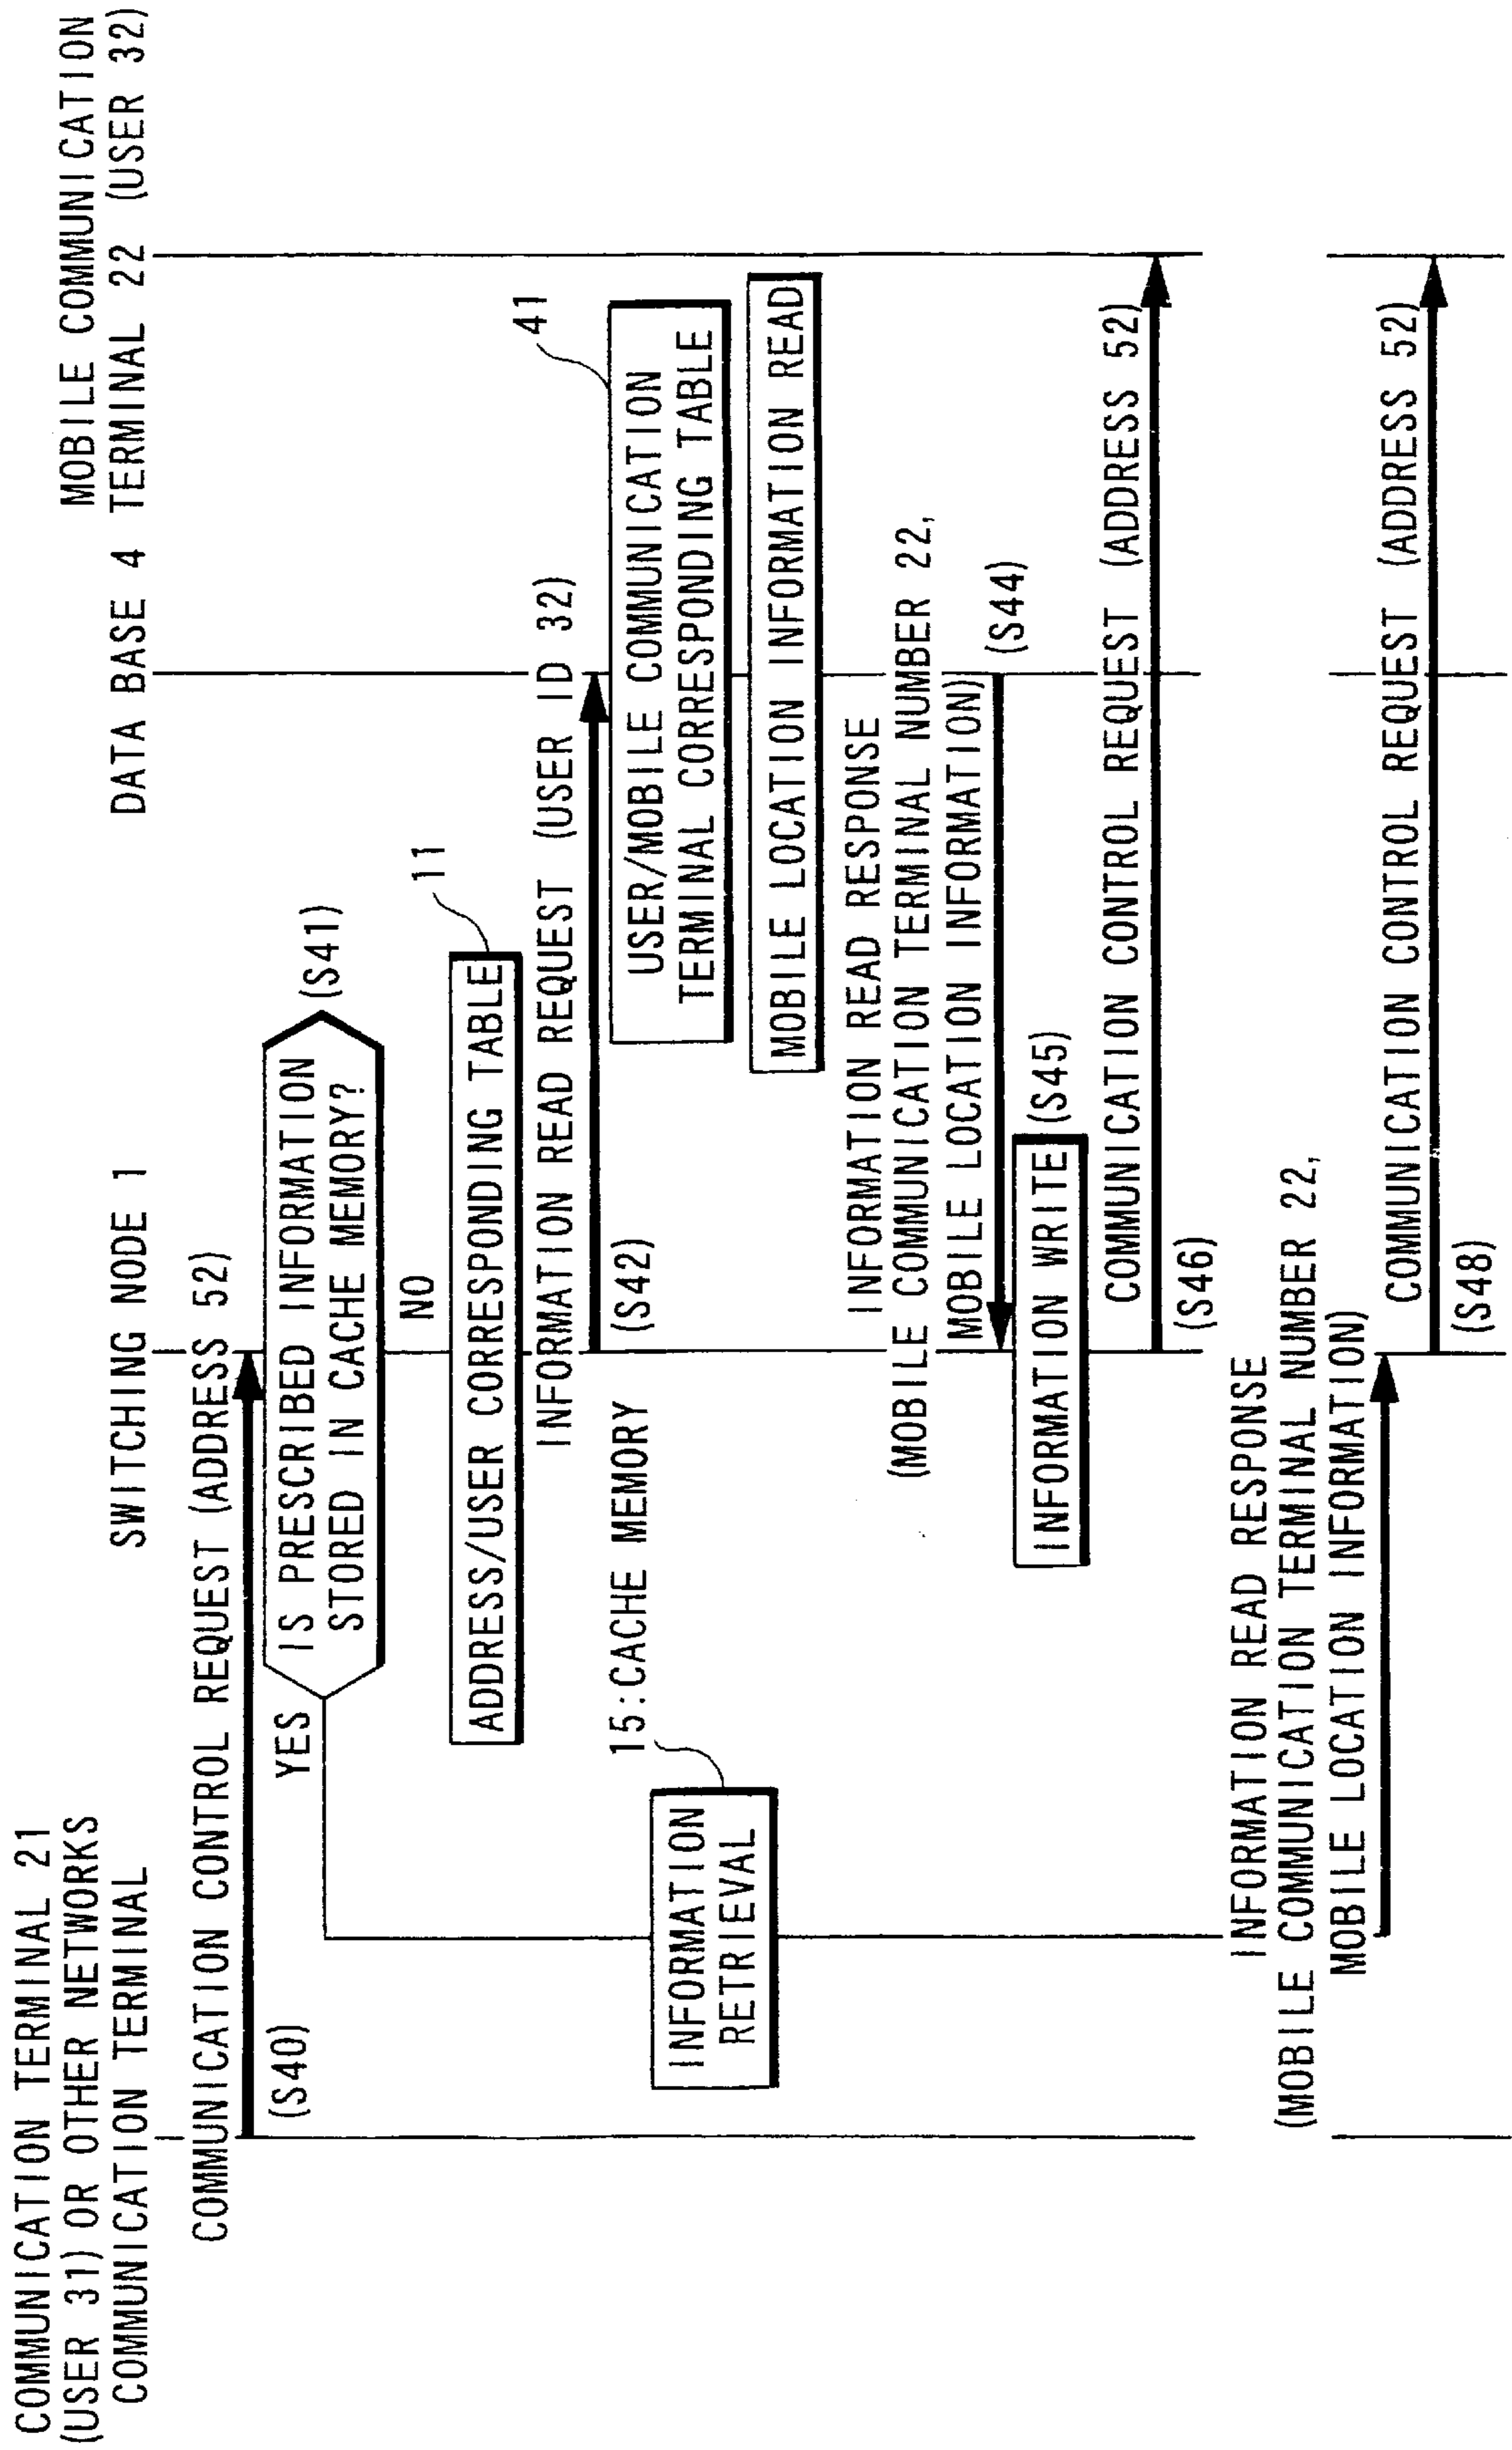 COMMUNICATION TERMINAL 21
(USER 31) OR OTHER NETWORKS
COMMUNICATION TERMINAL
SWITCHING NODE 1
DATA BASE 4
MOBILE COMMUNICATION
TERMINAL 22 (USER 32)
COMMUNICATION CONTROL REQUEST (ADDRESS 52)
(S40)
YES
IS PRESCRIBED INFORMATION
STORED IN CACHE MEMORY?
(S41)
NO
11
ADDRESS/USER CORRESPONDING TABLE
INFORMATION READ REQUEST (USER ID 32)
(S42)
41
USER/MOBILE COMMUNICATION
TERMINAL CORRESPONDING TABLE
15:CACHE MEMORY
INFORMATION
RETRIEVAL
MOBILE LOCATION INFORMATION READ
INFORMATION READ RESPONSE
(MOBILE COMMUNICATION TERMINAL NUMBER 22,
MOBILE LOCATION INFORMATION)
(S44)
INFORMATION WRITE
(S45)
COMMUNICATION CONTROL REQUEST (ADDRESS 52)
(S46)
INFORMATION READ RESPONSE
(MOBILE COMMUNICATION TERMINAL NUMBER 22,
MOBILE LOCATION INFORMATION)
COMMUNICATION CONTROL REQUEST (ADDRESS 52)
(S48)